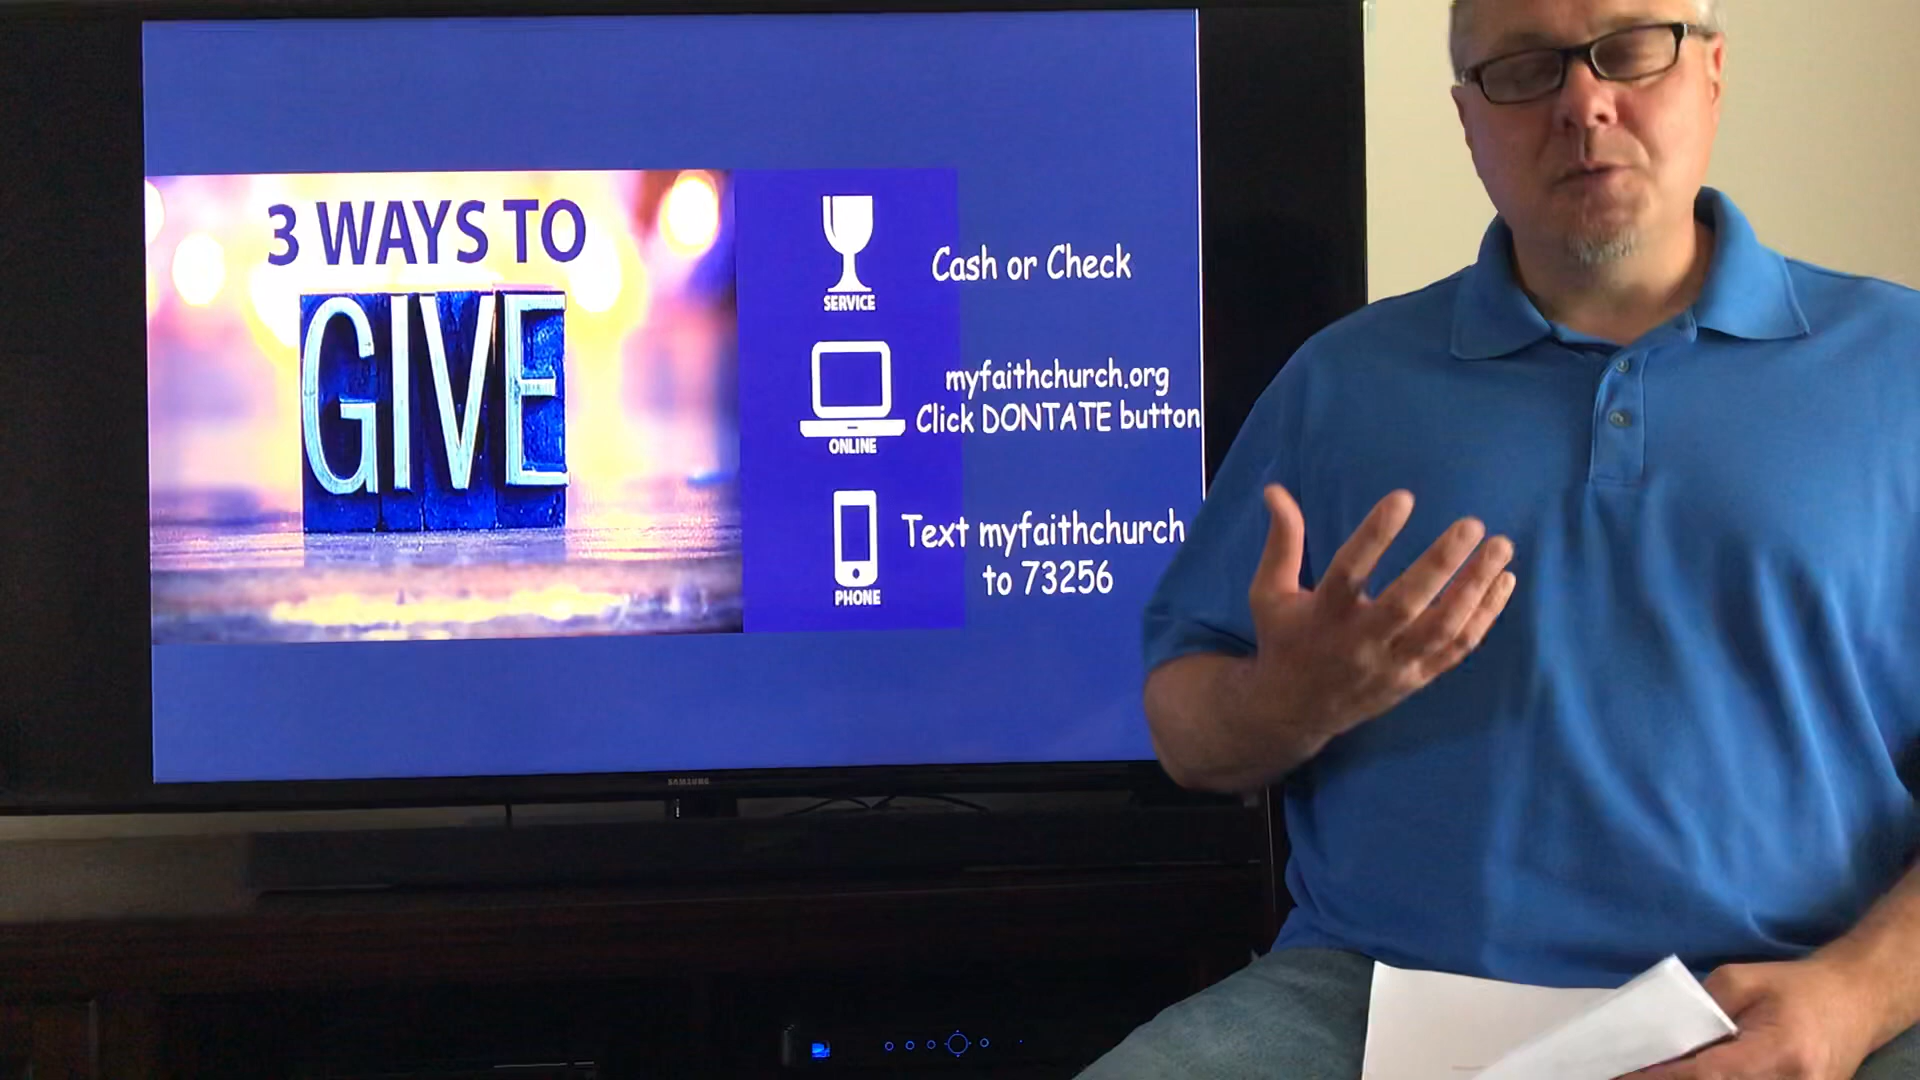 3 WAYS TO
GIVE
SERVICE
Cash or Check
ONLINE
myfaithchurch.org
Click DONTATE button
PHONE
Text myfaithchurch
to 73256
SAMSUNG